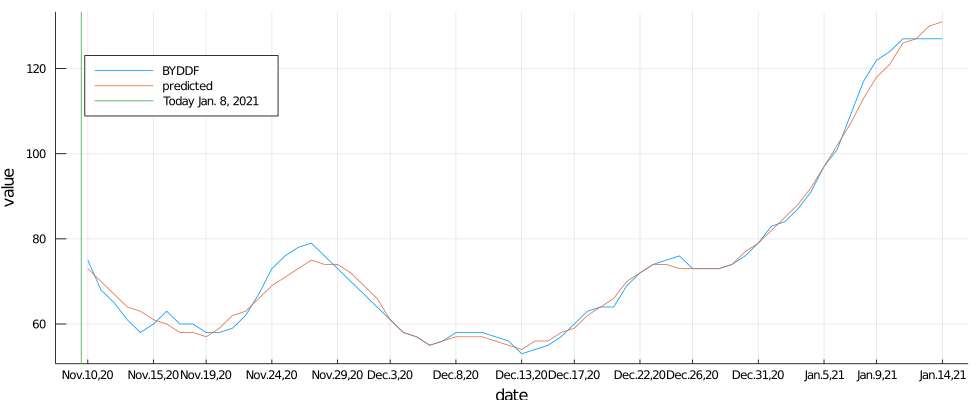 120
100
80
60
value
BYDDF
predicted
Today Jan. 8, 2021
Nov.10,20 Nov.15,20 Nov.19,20 Nov.24,20 Nov.29,20 Dec.3,20 Dec.8,20 Dec.13,20 Dec.17,20 Dec.22,20 Dec.26,20 Dec.31,20 Jan.5,21 Jan.9,21 Jan.14,21
date